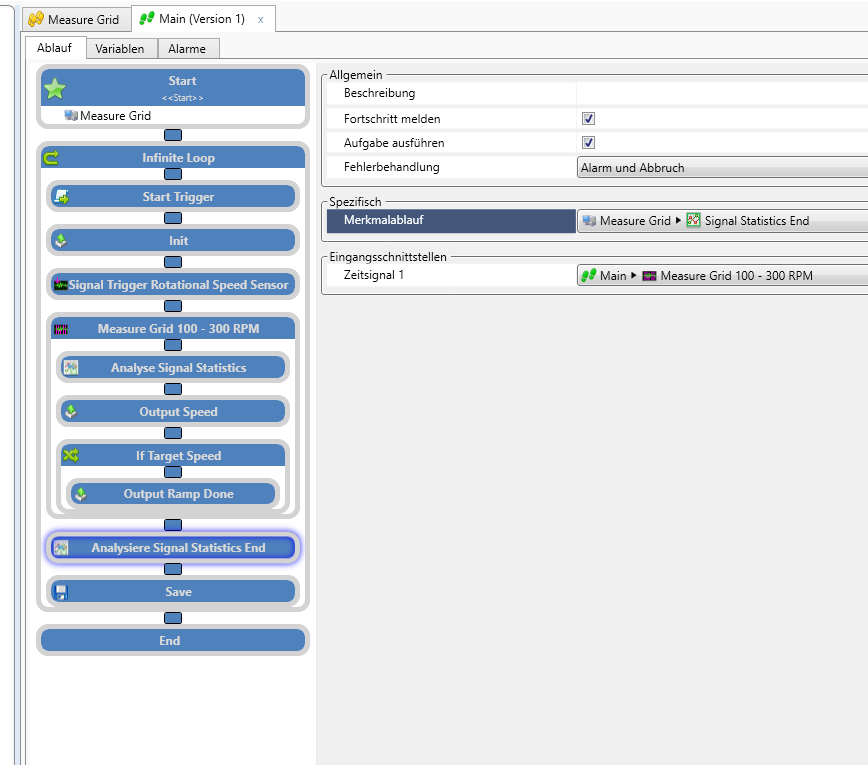 Measure Grid
Main (Version 1) x
Ablauf Variablen Alarme
Start
<<Start>>
Measure Grid
Infinite Loop
Start Trigger
Init
Signal Trigger Rotational Speed Sensor
Measure Grid 100 - 300 RPM
Analyse Signal Statistics
Output Speed
If Target Speed
Output Ramp Done
Analysiere Signal Statistics End
Save
End
Allgemein
Beschreibung
Fortschritt melden
Aufgabe ausführen
Fehlerbehandlung Alarm und Abbruch
Spezifisch
Merkmalablauf Measure Grid Signal Statistics End
Eingangsschnittstellen
Zeitsignal 1 Main Measure Grid 100 - 300 RPM